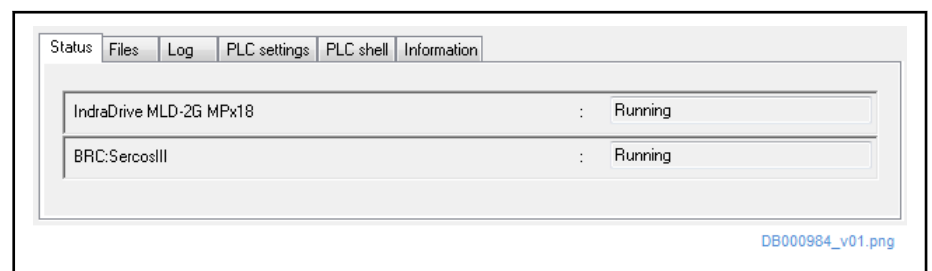 Status Files Log PLC settings PLC shell Information
IndraDrive MLD-2G MPx18 : Running
BRC:SercosIII : Running
DB000984_v01.png